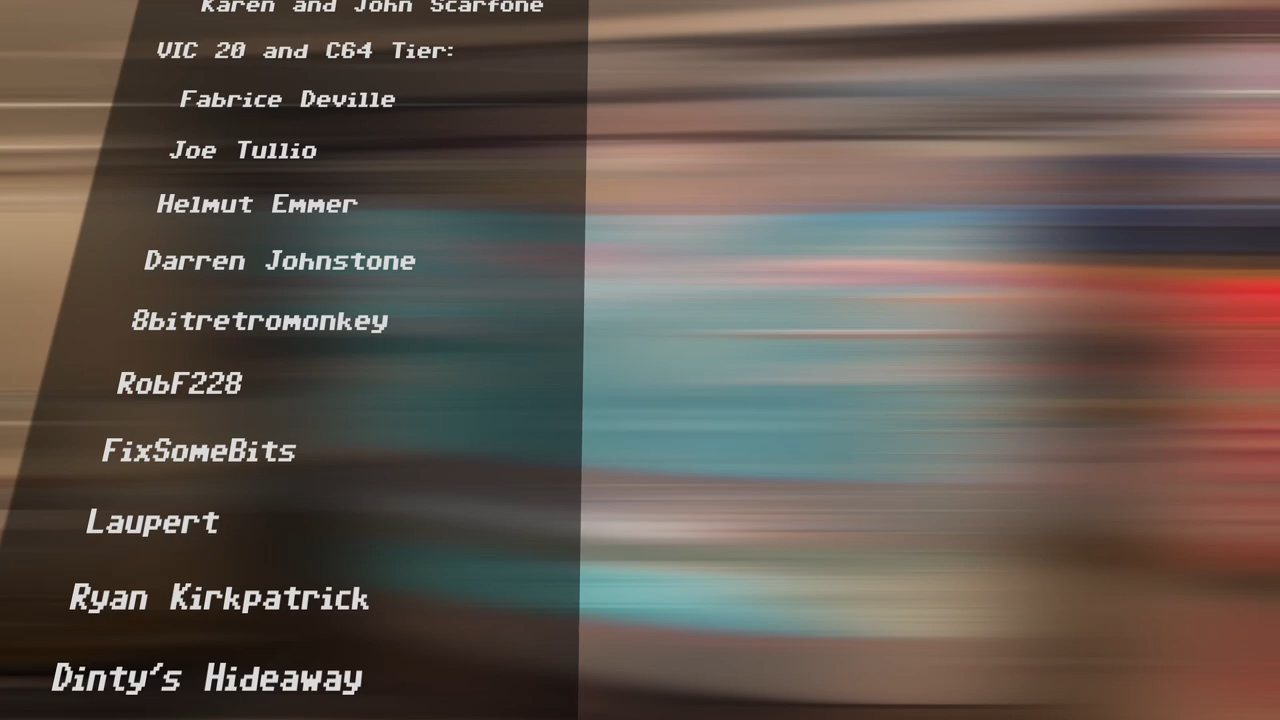 Karen and John Scarfone
VIC 20 and C64 Tier:
Fabrice Deville
Joe Tullio
Helmut Emmer
Darren Johnstone
8bitretromonkey
RobF228
FixSomeBits
Laupert
Ryan Kirkpatrick
Dinty's Hideaway